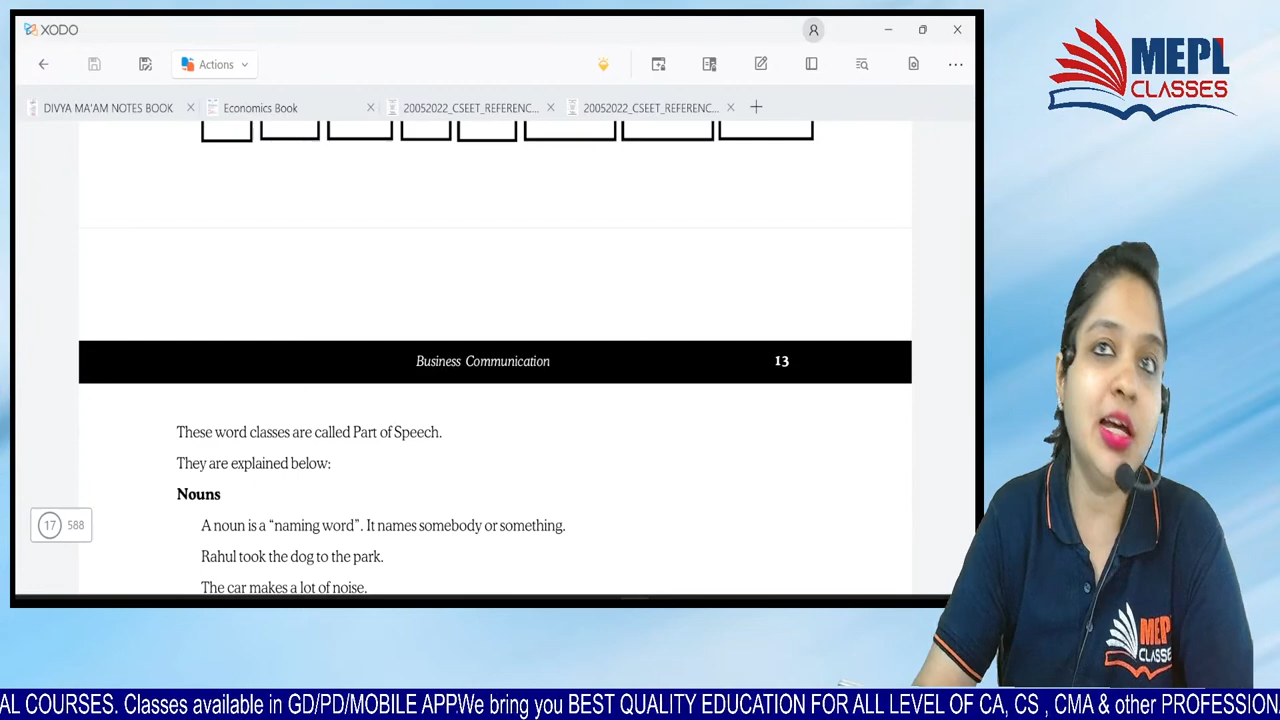 XODO
Actions
DIVYA MA'AM NOTES BOOK
Economics Book
20052022_CSEET_REFERENC...
20052022_CSEET_REFERENC...
MEPL
CLASSES
Business Communication 13
These word classes are called Part of Speech.
They are explained below:
Nouns
17 588
A noun is a “naming word”. It names somebody or something.
Rahul took the dog to the park.
The car makes a lot of noise.
MEPL
CLASSES
AL COURSES. Classes available in GD/PD/MOBILE APP.We bring you BEST QUALITY EDUCATION FOR ALL LEVEL OF CA, CS , CMA & other PROFESSION